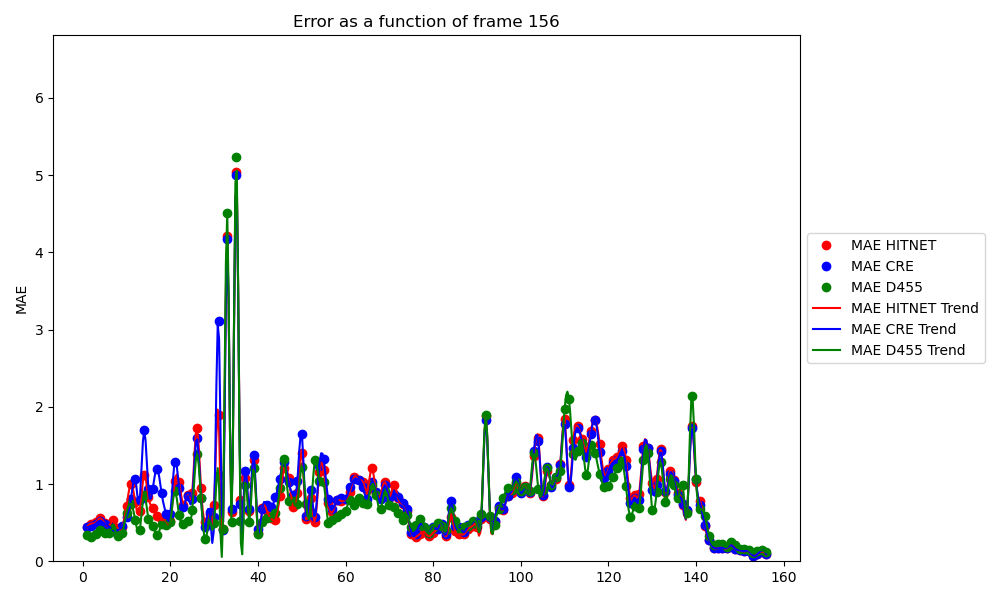 Error as a function of frame 156
MAE
6
5
4
3
2
1
0
0 20 40 60 80 100 120 140 160
MAE HITNET
MAE CRE
MAE D455
MAE HITNET Trend
MAE CRE Trend
MAE D455 Trend